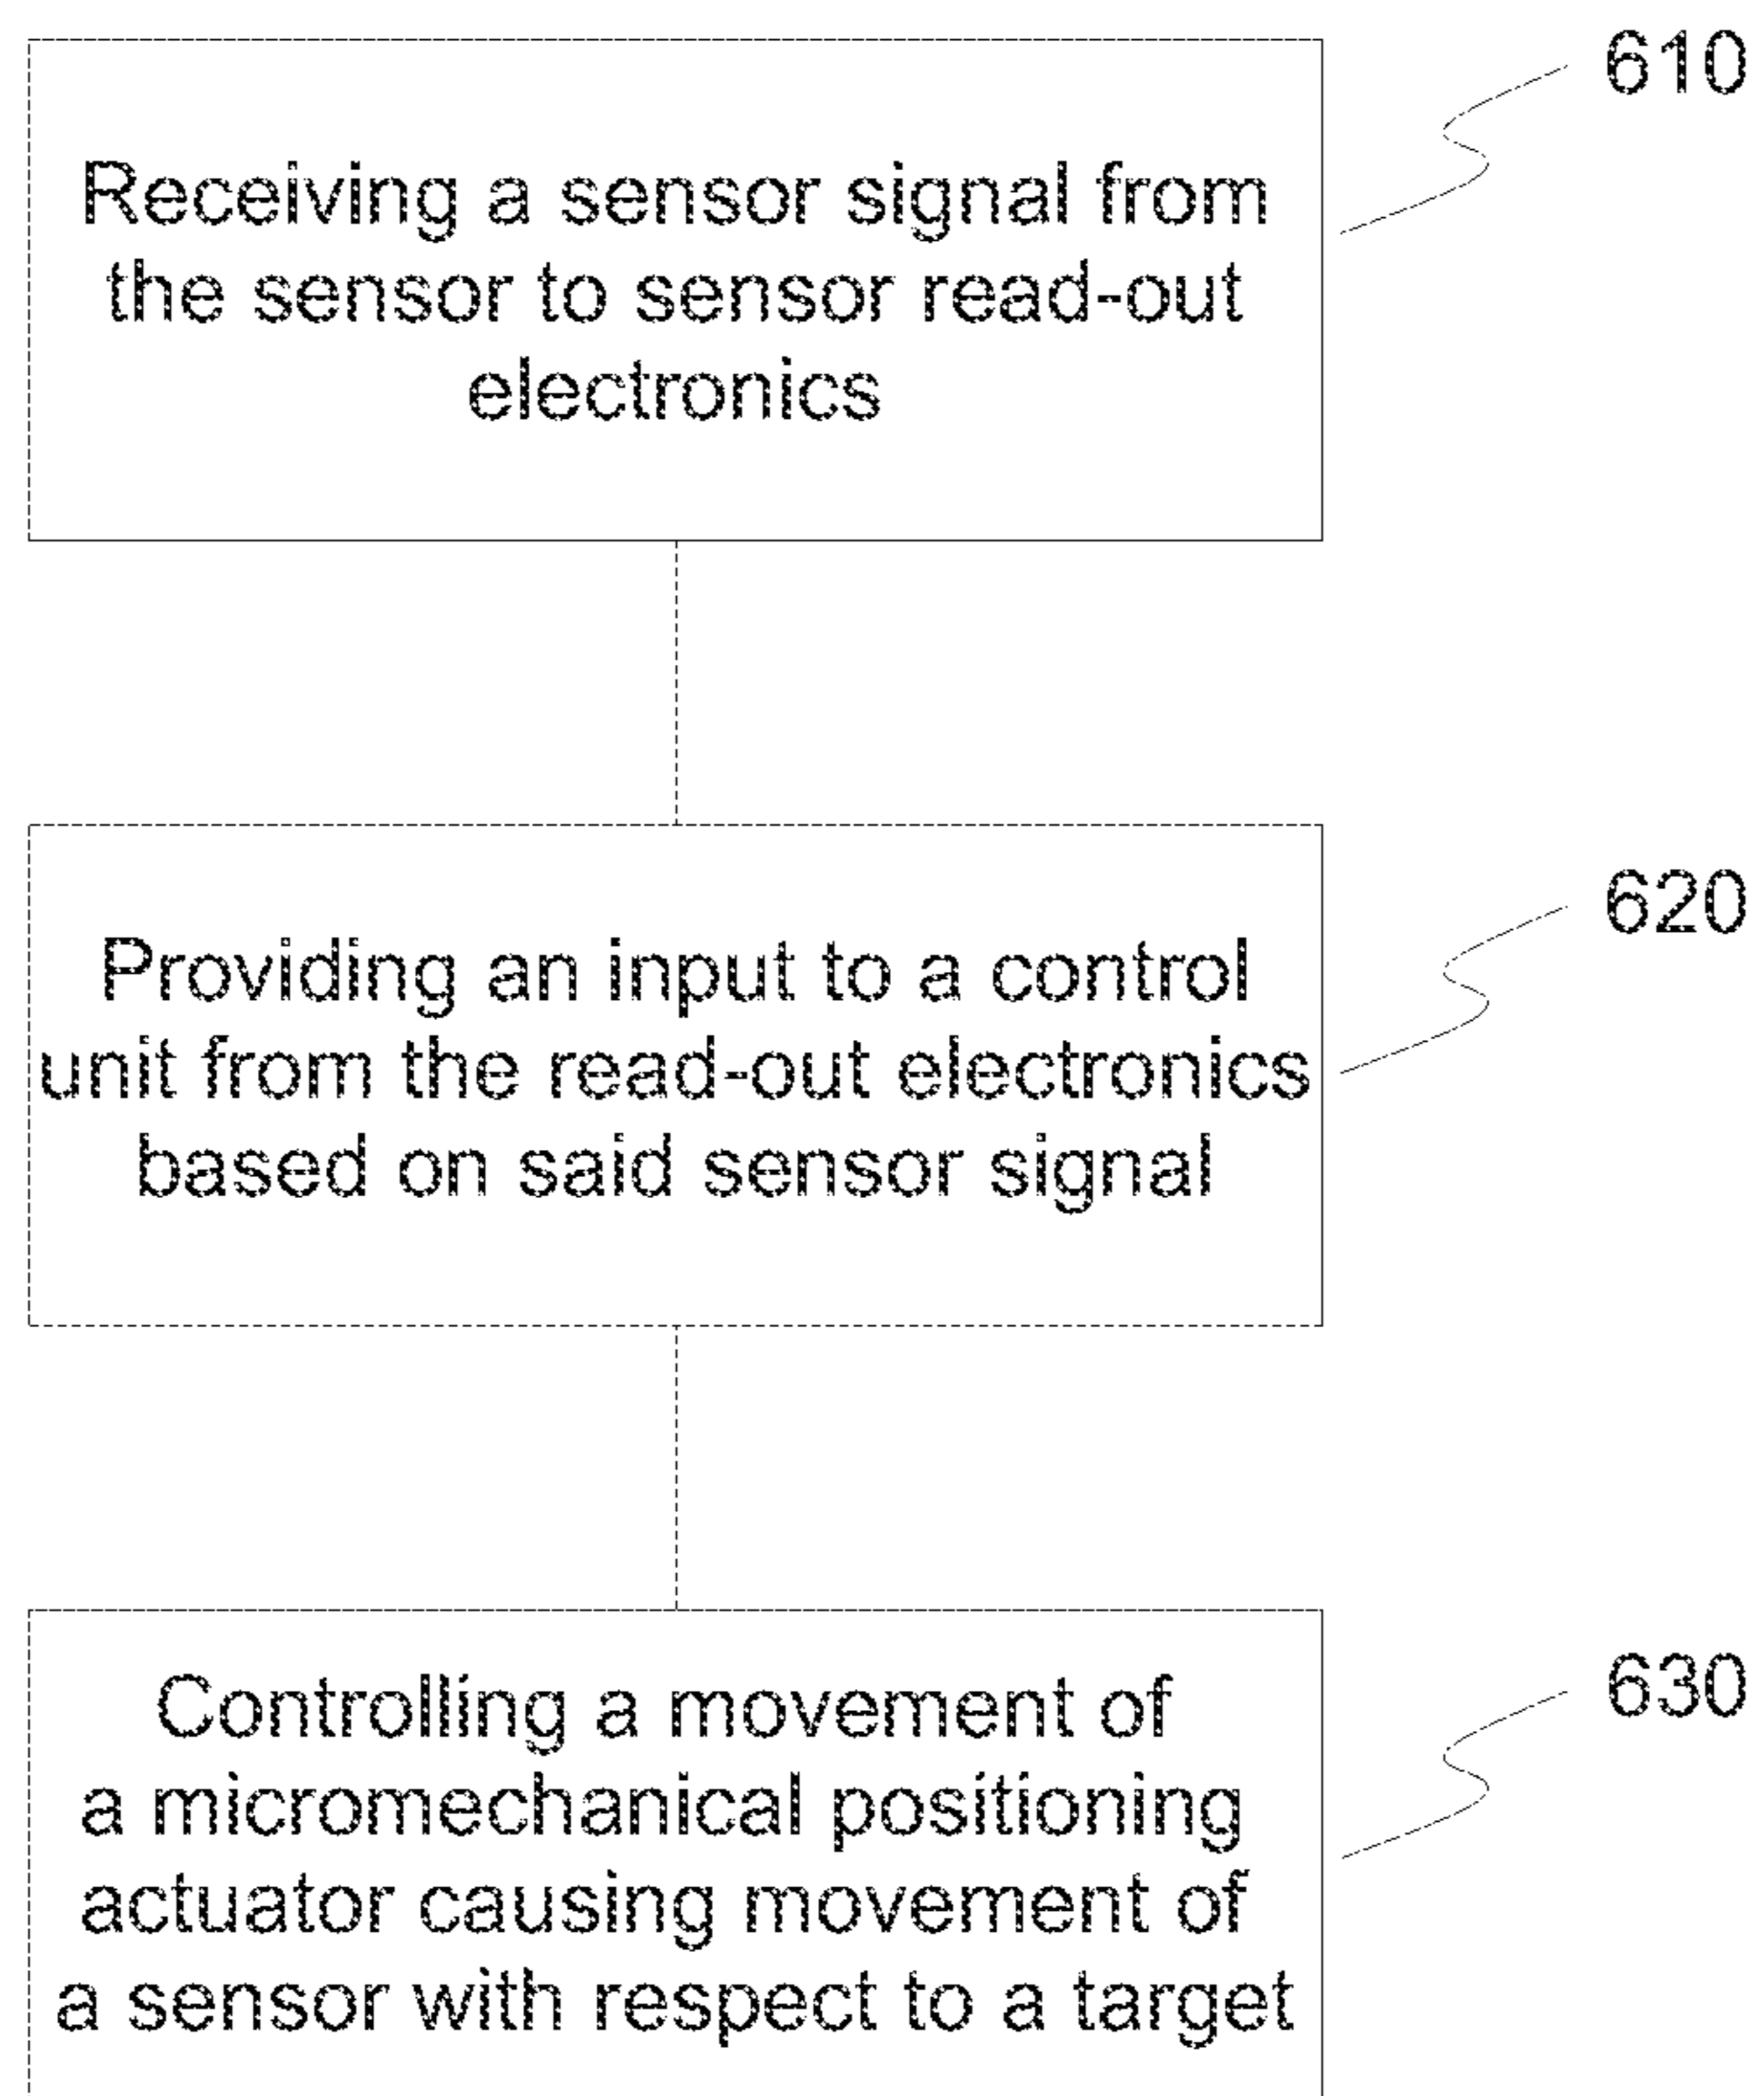 610
Receiving a sensor signal from
the sensor to sensor read-out
electronics
620
Providing an input to a control
unit from the read-out electronics
based on said sensor signal
630
Controlling a movement of
a micromechanical positioning
actuator causing movement of
a sensor with respect to a target